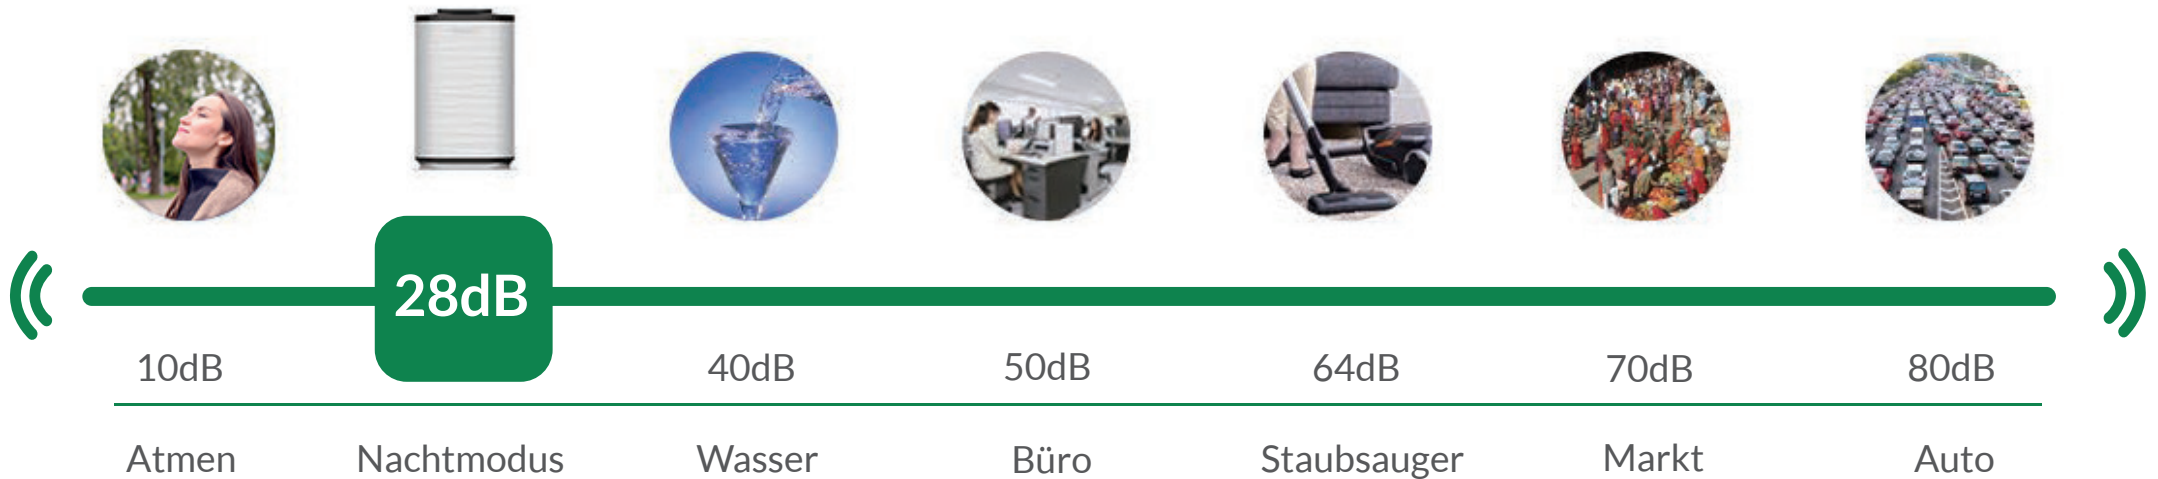 28dB
10dB 40dB 50dB 64dB 70dB 80dB
Atmen Nachtmodus Wasser Büro Staubsauger Markt Auto